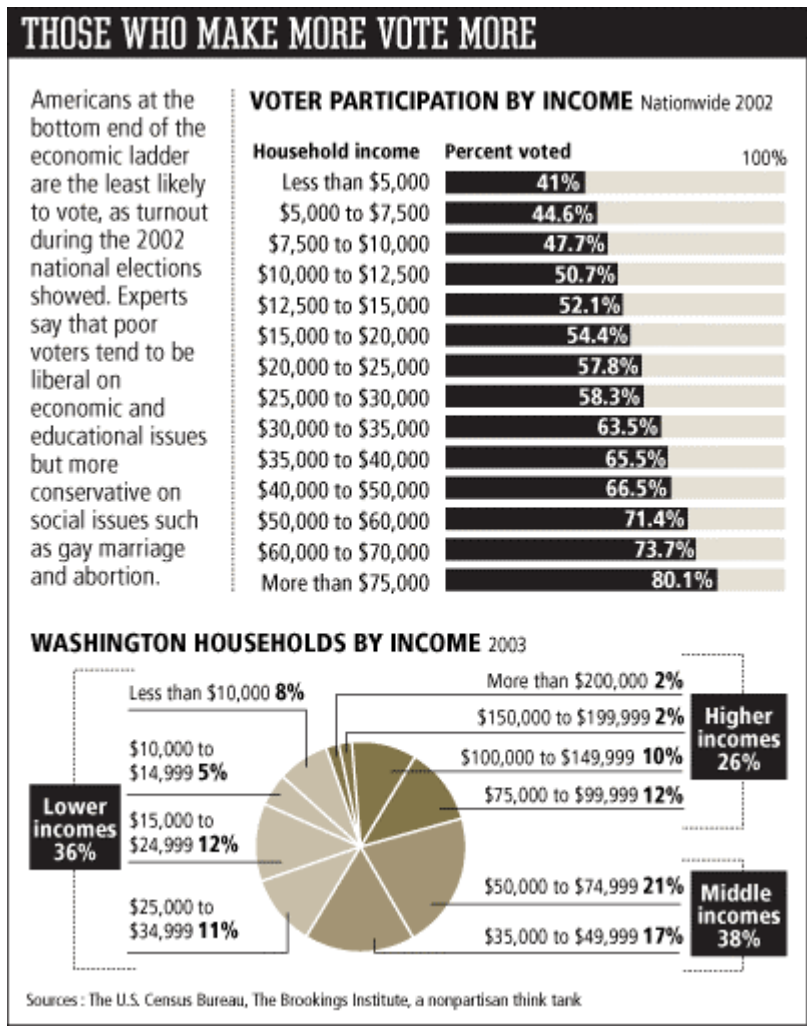 THOSE WHO MAKE MORE VOTE MORE
Americans at the
bottom end of the
economic ladder
are the least likely
to vote, as turnout
during the 2002
national elections
showed. Experts
say that poor
voters tend to be
liberal on
economic and
educational issues
but more
conservative on
social issues such
as gay marriage
and abortion.
VOTER PARTICIPATION BY INCOME Nationwide 2002
Household income Percent voted 100%
Less than $5,000 41%
$5,000 to $7,500 44.6%
$7,500 to $10,000 47.7%
$10,000 to $12,500 50.7%
$12,500 to $15,000 52.1%
$15,000 to $20,000 54.4%
$20,000 to $25,000 57.8%
$25,000 to $30,000 58.3%
$30,000 to $35,000 63.5%
$35,000 to $40,000 65.5%
$40,000 to $50,000 66.5%
$50,000 to $60,000 71.4%
$60,000 to $70,000 73.7%
More than $75,000 80.1%
WASHINGTON HOUSEHOLDS BY INCOME 2003
Lower
incomes
36%
Less than $10,000 8%
$10,000 to
$14,999 5%
$15,000 to
$24,999 12%
$25,000 to
$34,999 11%
More than $200,000 2%
$150,000 to $199,999 2%
$100,000 to $149,999 10%
$75,000 to $99,999 12%
Higher
incomes
26%
$50,000 to $74,999 21%
$35,000 to $49,999 17%
Middle
incomes
38%
Sources : The U.S. Census Bureau, The Brookings Institute, a nonpartisan think tank